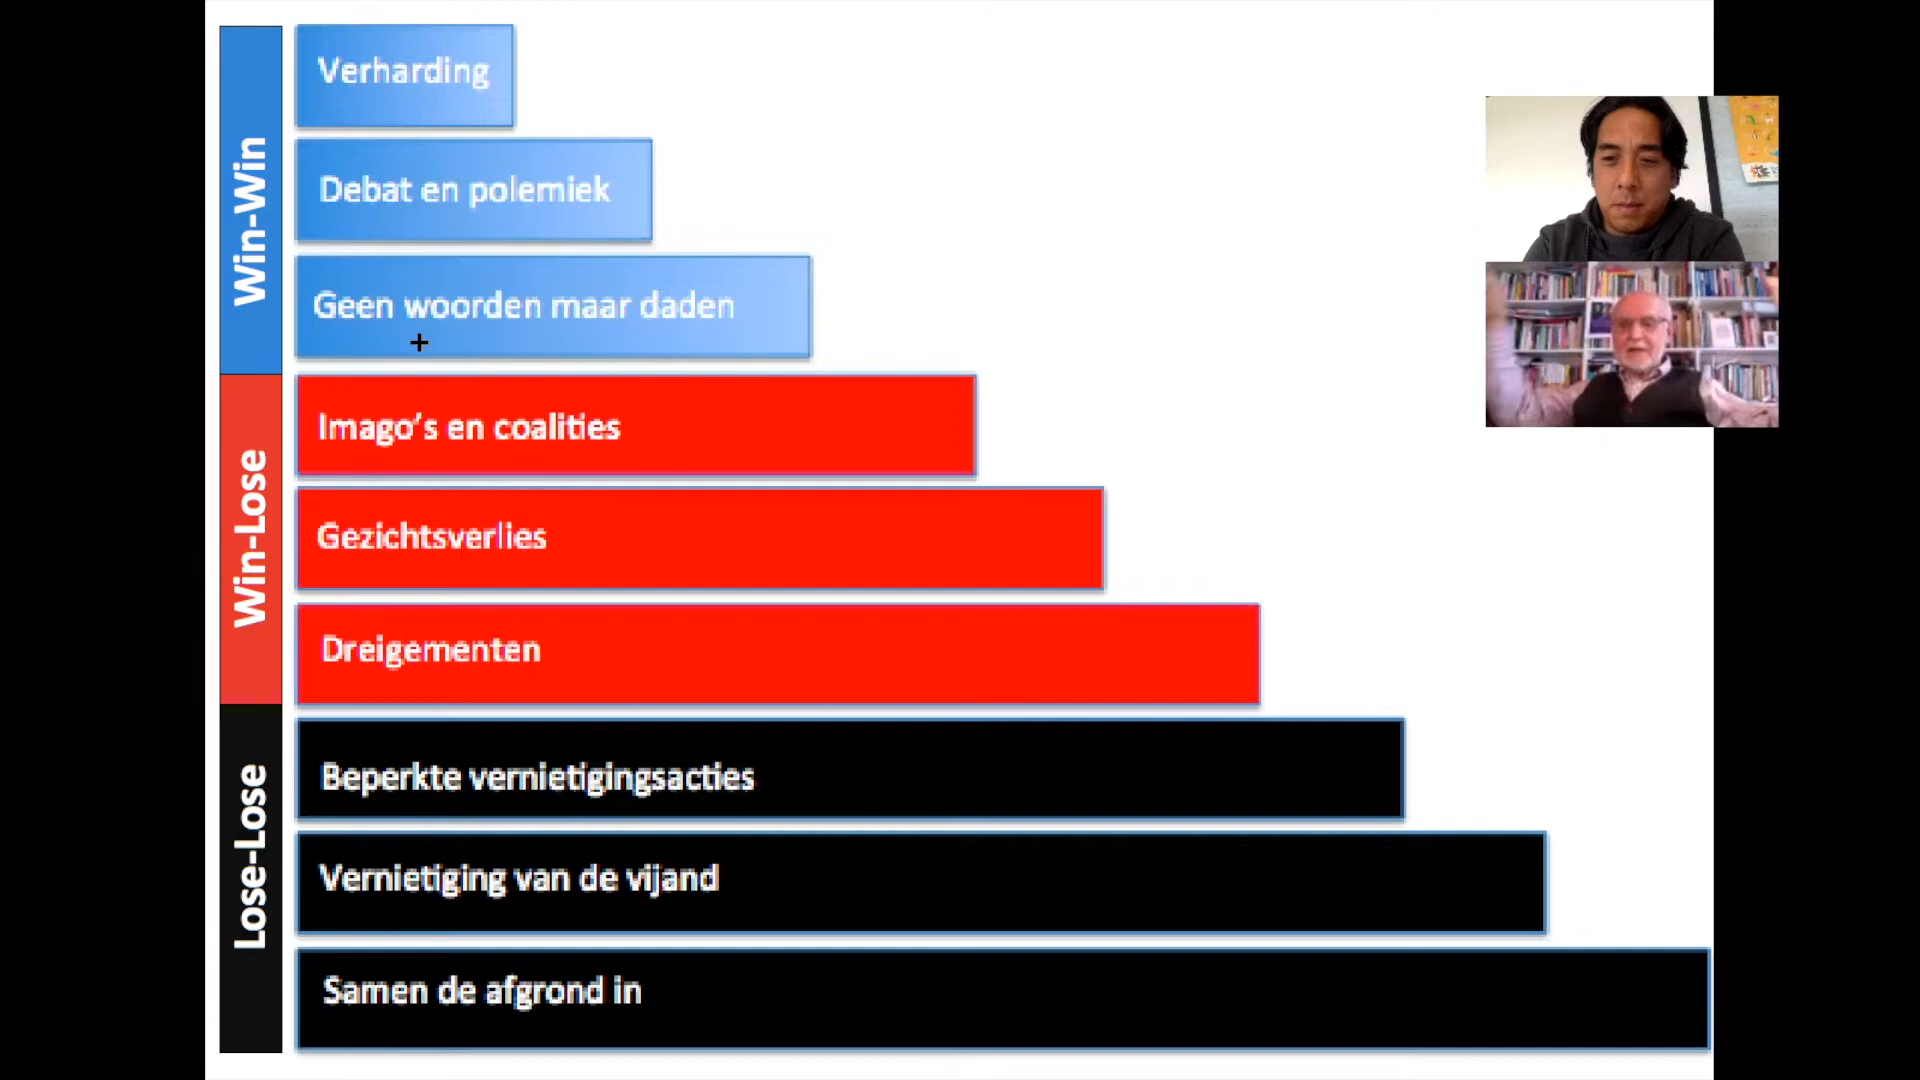 Win-Win
Verharding
Debat en polemiek
Geen woorden maar daden
Win-Lose
Imago’s en coalities
Gezichtsverlies
Dreigementen
Lose-Lose
Beperkte vernietigingsacties
Vernietiging van de vijand
Samen de afgrond in